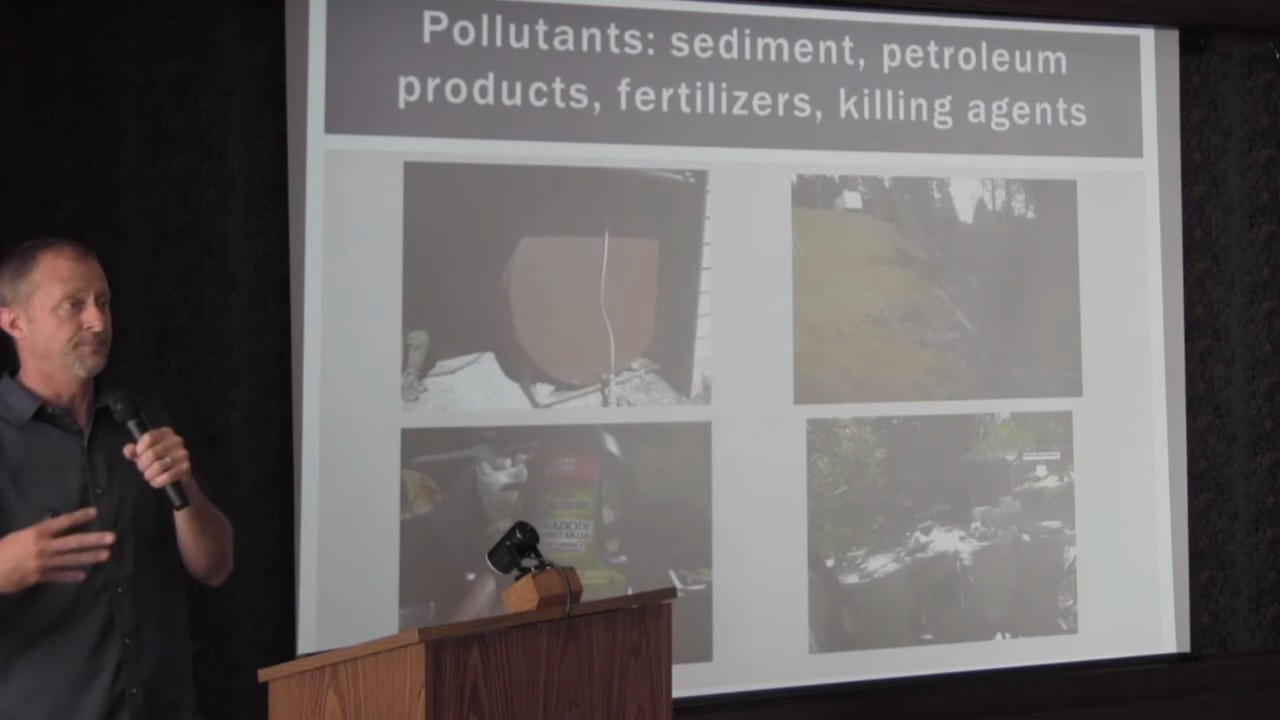 Pollutants: sediment, petroleum
products, fertilizers, killing agents